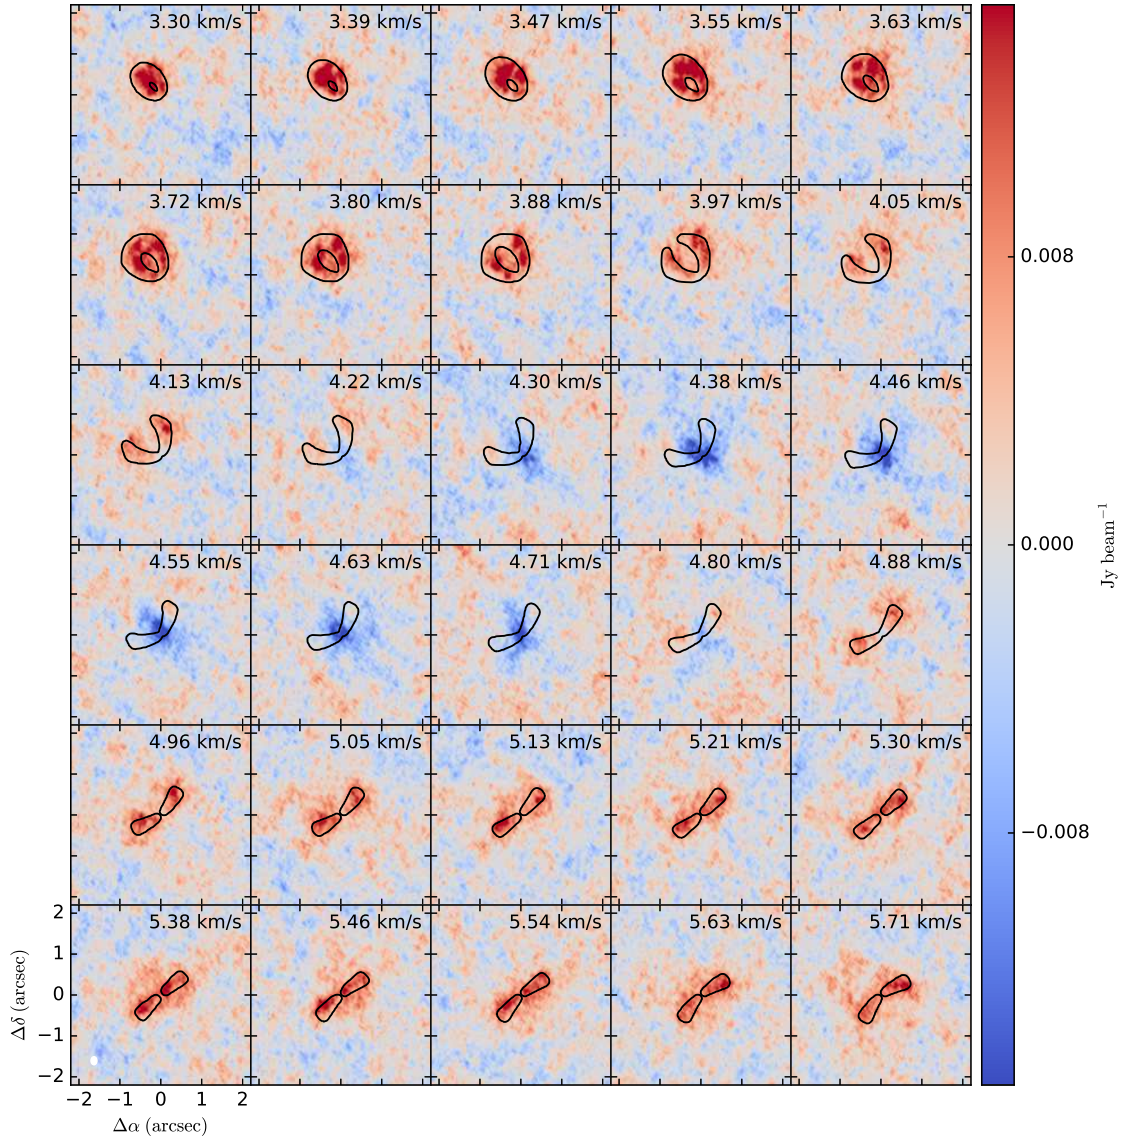 3.30 km/s 3.39 km/s 3.47 km/s 3.55 km/s 3.63 km/s
3.72 km/s 3.80 km/s 3.88 km/s 3.97 km/s 4.05 km/s
0.008
4.13 km/s 4.22 km/s 4.30 km/s 4.38 km/s 4.46 km/s
0.000
Jy beam⁻¹
4.55 km/s 4.63 km/s 4.71 km/s 4.80 km/s 4.88 km/s
4.96 km/s 5.05 km/s 5.13 km/s 5.21 km/s 5.30 km/s
−0.008
5.38 km/s 5.46 km/s 5.54 km/s 5.63 km/s 5.71 km/s
2
1
0
−1
−2
Δδ (arcsec)
−2 −1 0 1 2
Δα (arcsec)